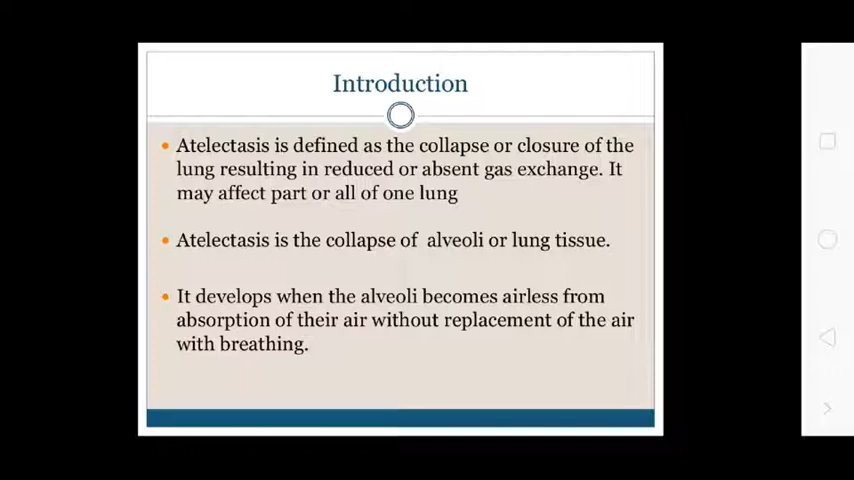 Introduction
Atelectasis is defined as the collapse or closure of the
lung resulting in reduced or absent gas exchange. It
may affect part or all of one lung
Atelectasis is the collapse of alveoli or lung tissue.
It develops when the alveoli becomes airless from
absorption of their air without replacement of the air
with breathing.